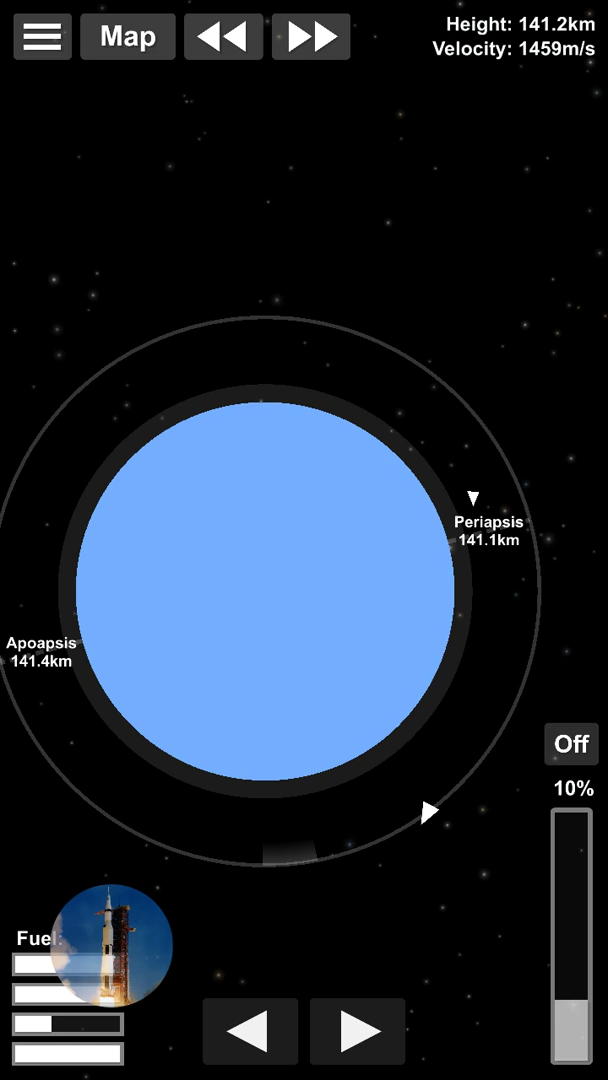 Map
Height: 141.2km
Velocity: 1459m/s
Periapsis
141.1km
Apoapsis
141.4km
Off
10%
Fuel: